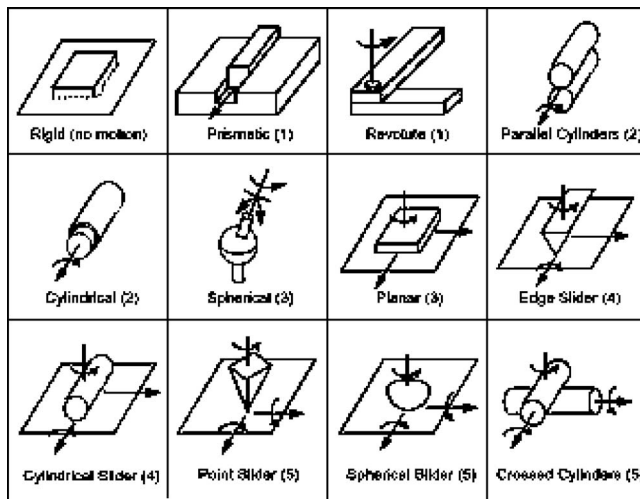 Rigid (no motion)
Prismatic (1)
Revolute (1)
Parallel Cylinders (2)
Cylindrical (2)
Spherical (3)
Planar (3)
Edge Slider (4)
Cylindrical Slider (4)
Point Slider (5)
Spherical Slider (5)
Crossed Cylinders (5